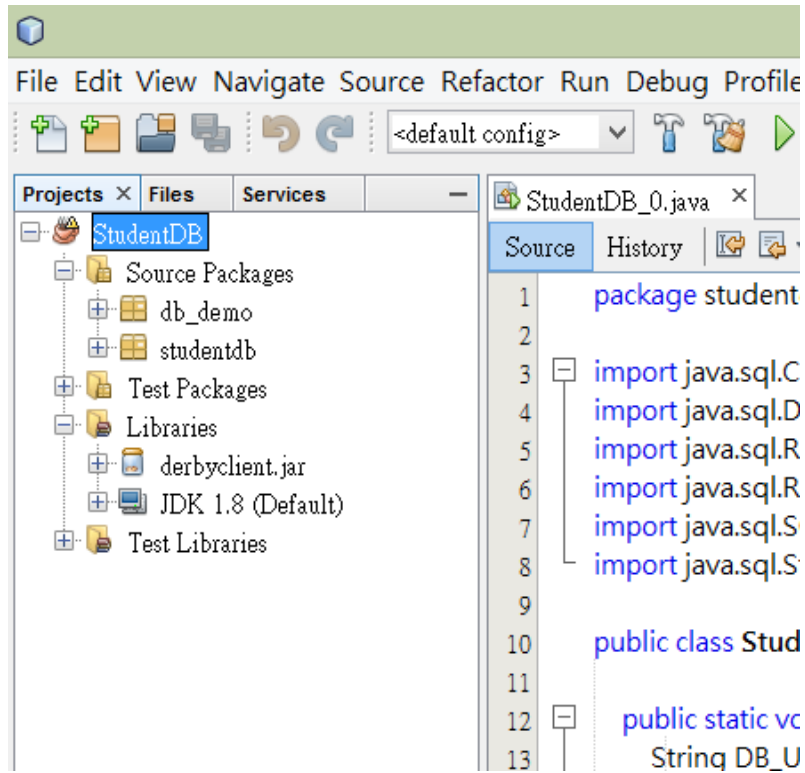 File Edit View Navigate Source Refactor Run Debug Profile
<default config>
Projects Files Services
StudentDB
Source Packages
db_demo
studentdb
Test Packages
Libraries
derbyclient.jar
JDK 1.8 (Default)
Test Libraries
StudentDB_0.java
Source History
1 package student
2
3 import java.sql.C
4 import java.sql.D
5 import java.sql.R
6 import java.sql.R
7 import java.sql.S
8 import java.sql.St
9
10 public class Stud
11
12 public static vo
13 String DB_U